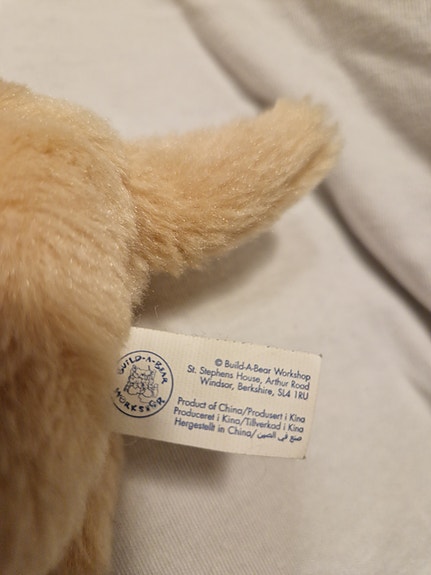 BUILD-A-BEAR
WORKSHOP
© Build-A-Bear Workshop
St. Stephens House, Arthur Road
Windsor, Berkshire, SL4 1RU
Product of China/Produsert i Kina
Produceret i Kina/Tillverkad i Kina
Hergestellt in China/ صنع في الصين